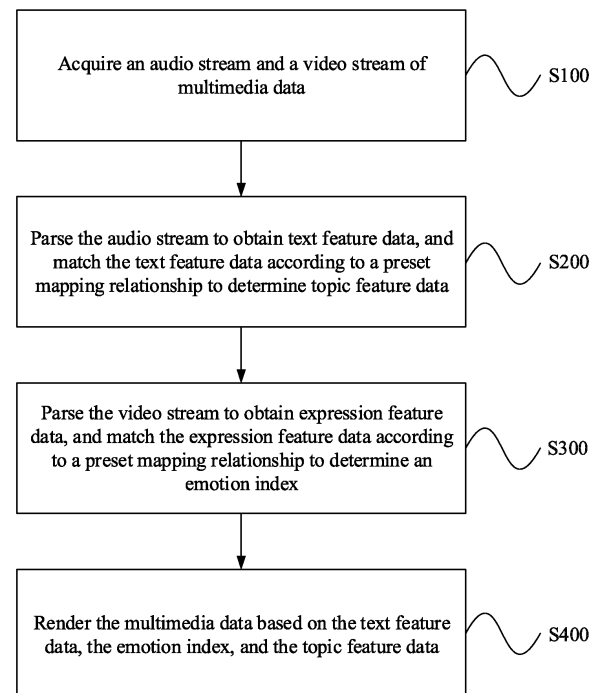 Acquire an audio stream and a video stream of
multimedia data
S100
Parse the audio stream to obtain text feature data, and
match the text feature data according to a preset
mapping relationship to determine topic feature data
S200
Parse the video stream to obtain expression feature
data, and match the expression feature data according
to a preset mapping relationship to determine an
emotion index
S300
Render the multimedia data based on the text feature
data, the emotion index, and the topic feature data
S400